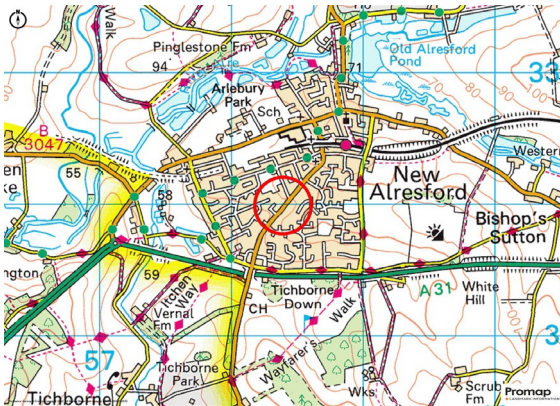 Walk
Pinglestone Fm
94
Old Alresford
Pond
33
71
Arlebury
Park
Sch
B
3047
55
58
New
Alresford
Western
Bishop's
Sutton
59
Itchen
Way
Vernal
Fm
CH
Tichborne
Down
A 31
White
Hill
57
Tichborne
Park
Tichborne
Wayfarer's
Walk
Wks
Scrub
Fm
Promap